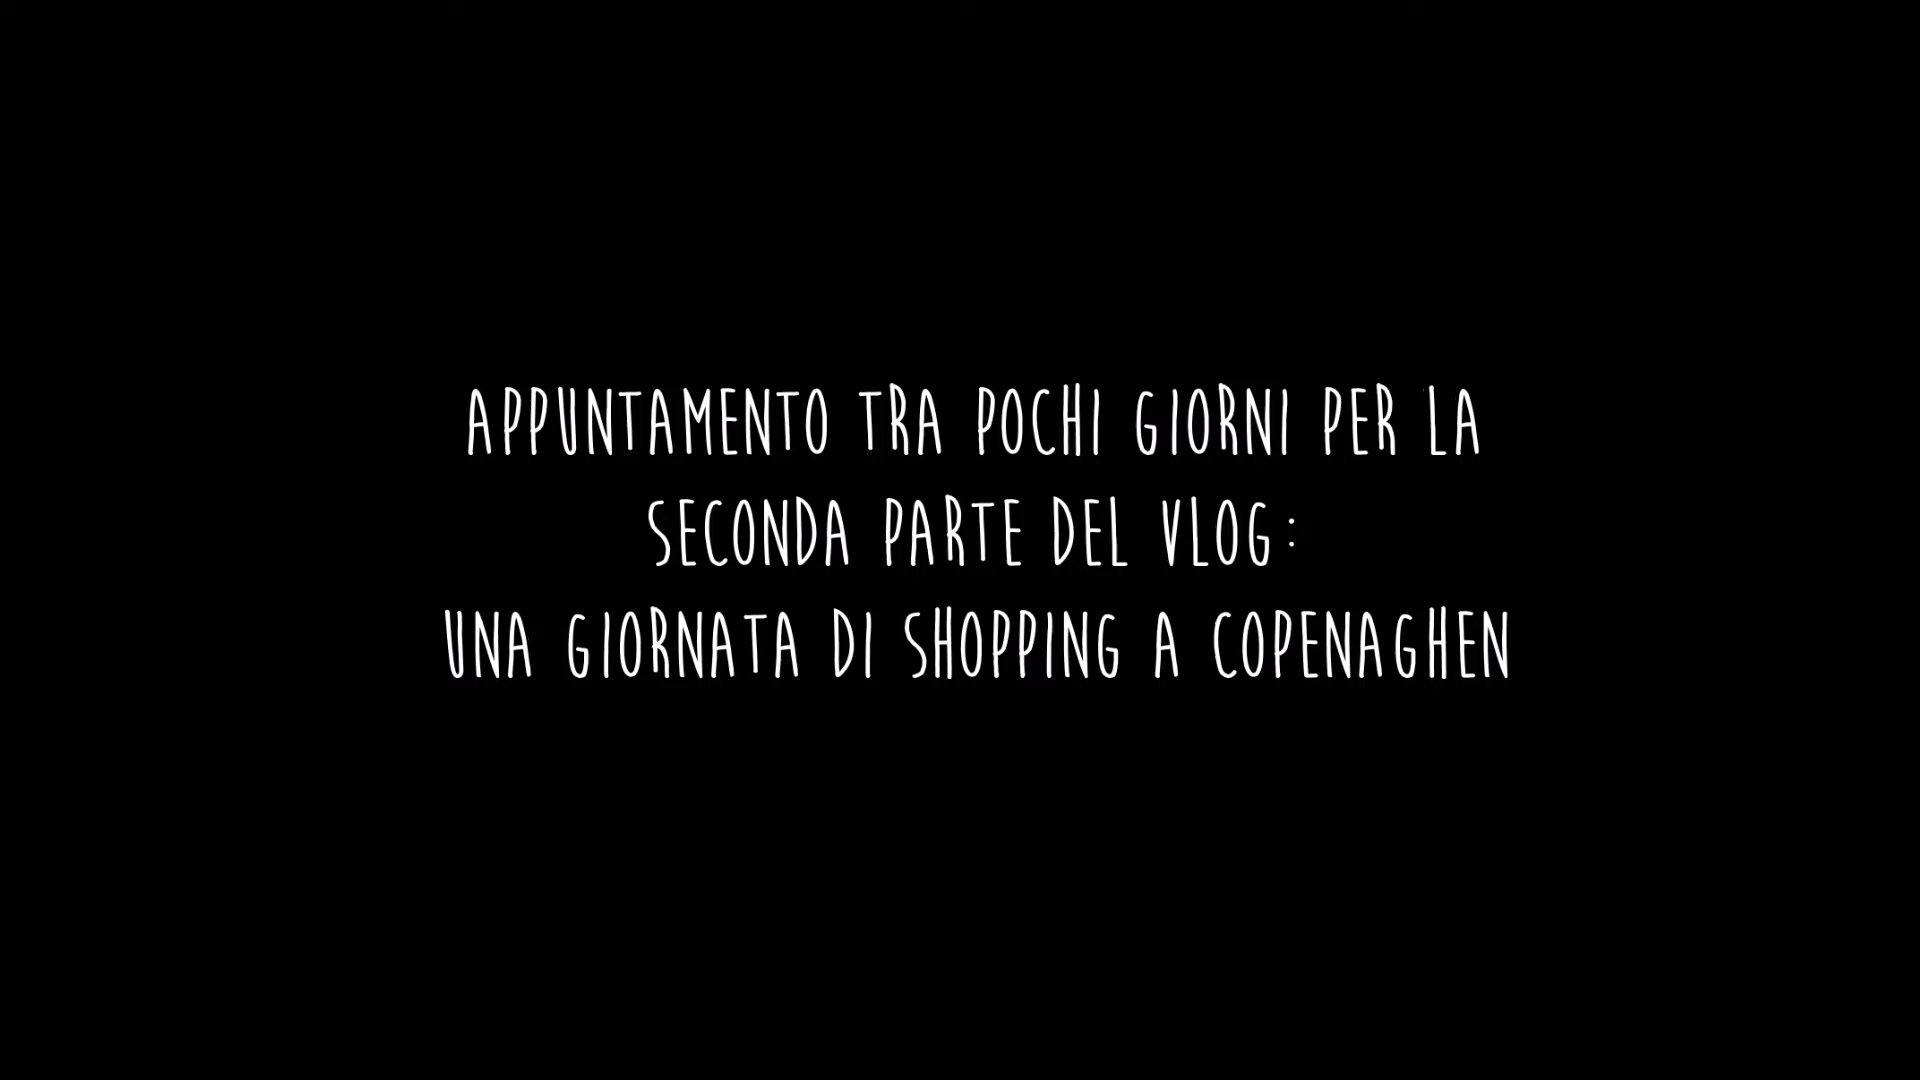 APPUNTAMENTO TRA POCHI GIORNI PER LA
SECONDA PARTE DEL VLOG:
UNA GIORNATA DI SHOPPING A COPENAGHEN